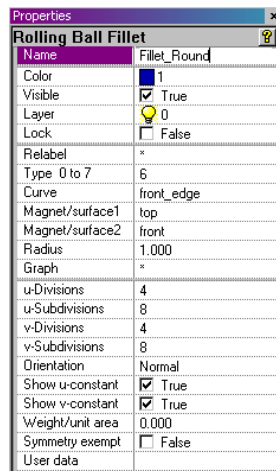 Properties
Rolling Ball Fillet ?
Name Fillet_Round
Color 1
Visible True
Layer 0
Lock False
Relabel *
Type 0 to 7 6
Curve front_edge
Magnet/surface1 top
Magnet/surface2 front
Radius 1.000
Graph *
u-Divisions 4
u-Subdivisions 8
v-Divisions 4
v-Subdivisions 8
Orientation Normal
Show u-constant True
Show v-constant True
Weight/unit area 0.000
Symmetry exempt False
User data